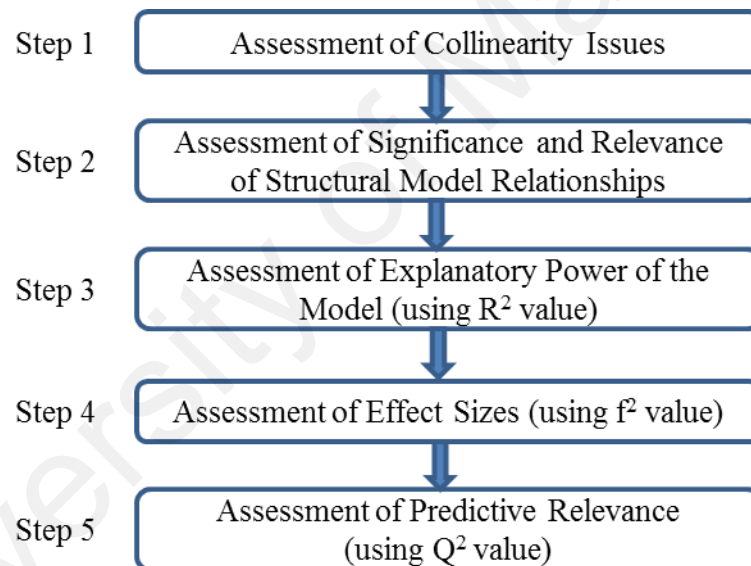 Step 1
Assessment of Collinearity Issues
Step 2
Assessment of Significance and Relevance
of Structural Model Relationships
Step 3
Assessment of Explanatory Power of the
Model (using R² value)
Step 4
Assessment of Effect Sizes (using f² value)
Step 5
Assessment of Predictive Relevance
(using Q² value)